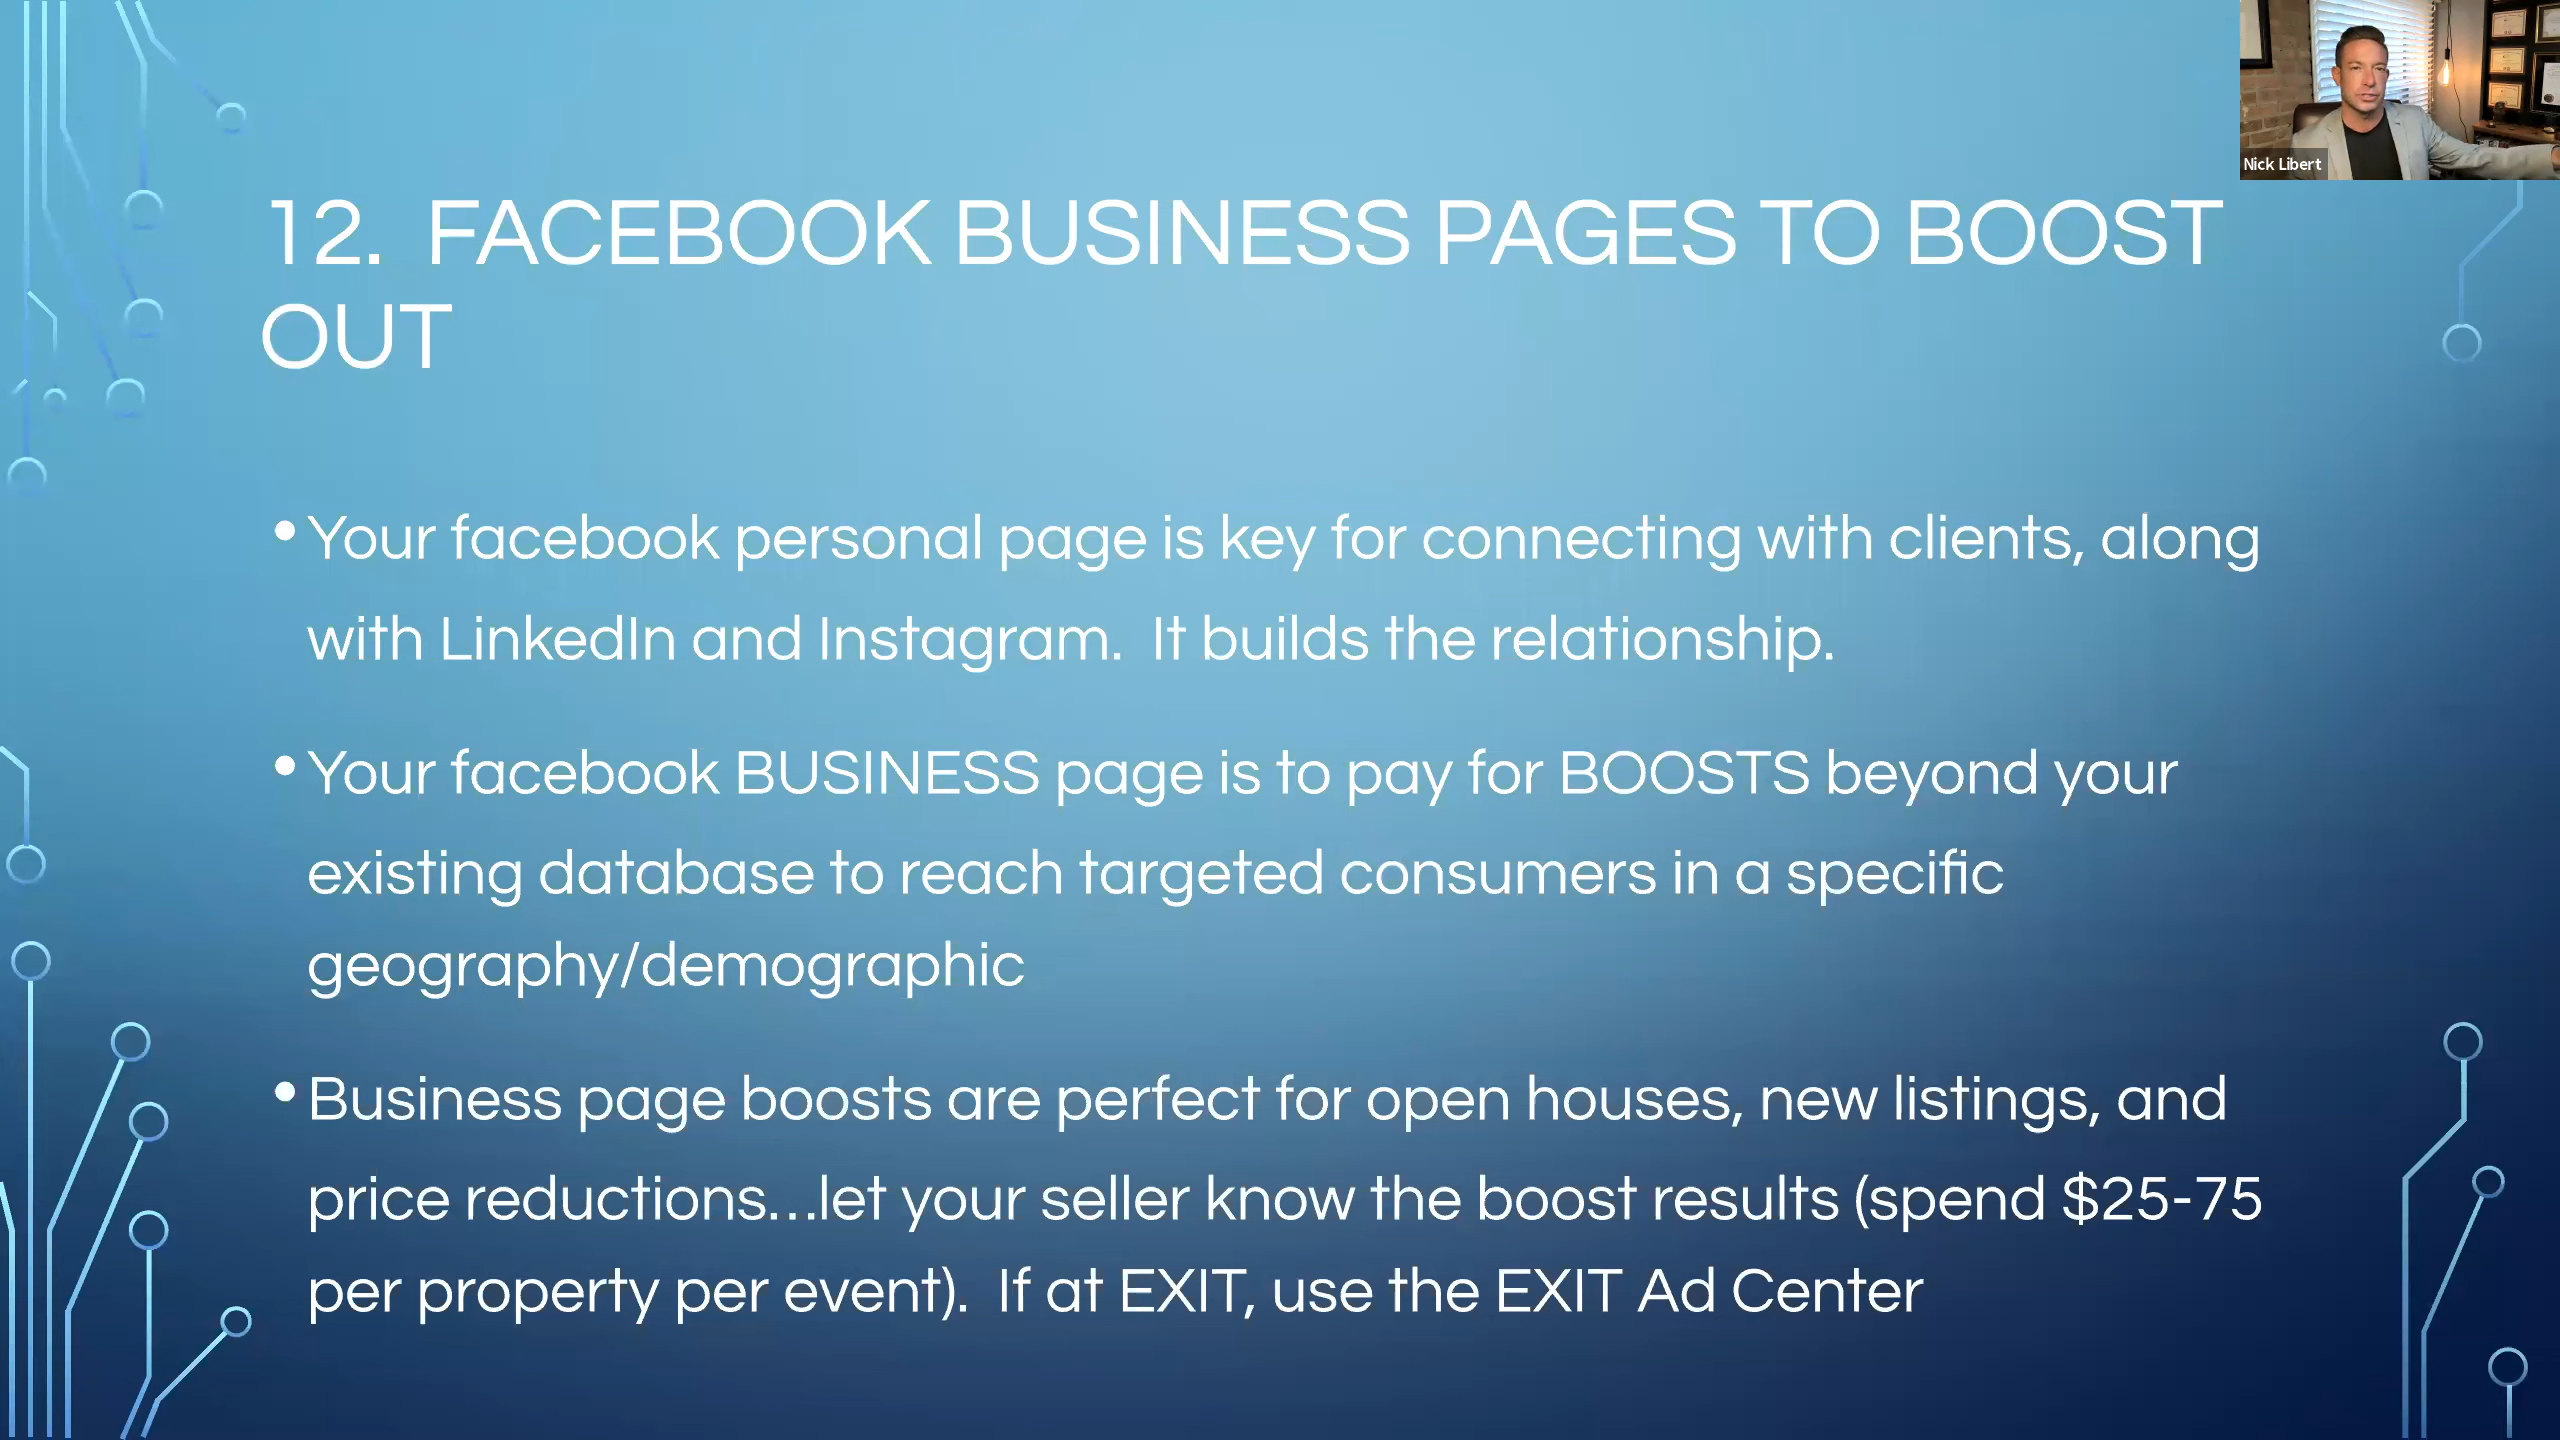 Nick Libert
12. FACEBOOK BUSINESS PAGES TO BOOST
OUT
• Your facebook personal page is key for connecting with clients, along
with LinkedIn and Instagram. It builds the relationship.
• Your facebook BUSINESS page is to pay for BOOSTS beyond your
existing database to reach targeted consumers in a specific
geography/demographic
• Business page boosts are perfect for open houses, new listings, and
price reductions…let your seller know the boost results (spend $25-75
per property per event). If at EXIT, use the EXIT Ad Center